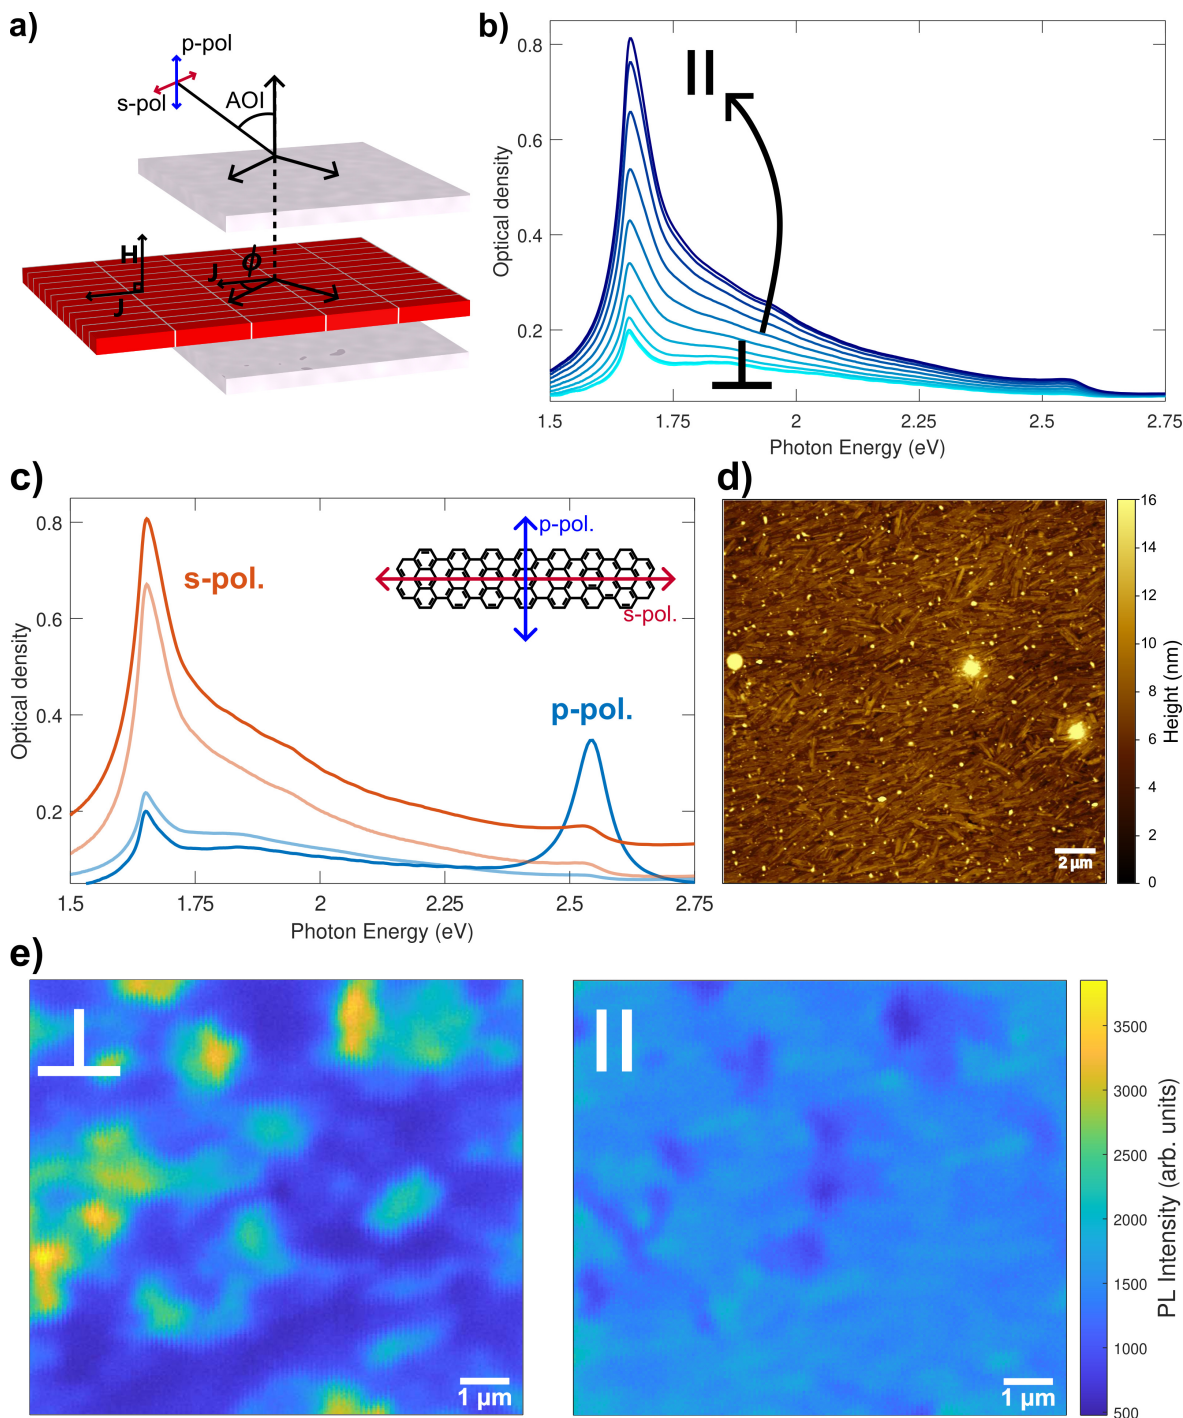 a)
p-pol
s-pol
AOI
H
J
J
ϕ
b)
||
⊥
0.8
0.6
0.4
0.2
Optical density
1.5
1.75
2
2.25
2.5
2.75
Photon Energy (eV)
c)
s-pol.
p-pol.
p-pol.
s-pol.
0.8
0.6
0.4
0.2
Optical density
1.5
1.75
2
2.25
2.5
2.75
Photon Energy (eV)
d)
2 μm
16
14
12
10
8
6
4
2
0
Height (nm)
e)
⊥
1 μm
||
1 μm
3500
3000
2500
2000
1500
1000
500
PL Intensity (arb. units)